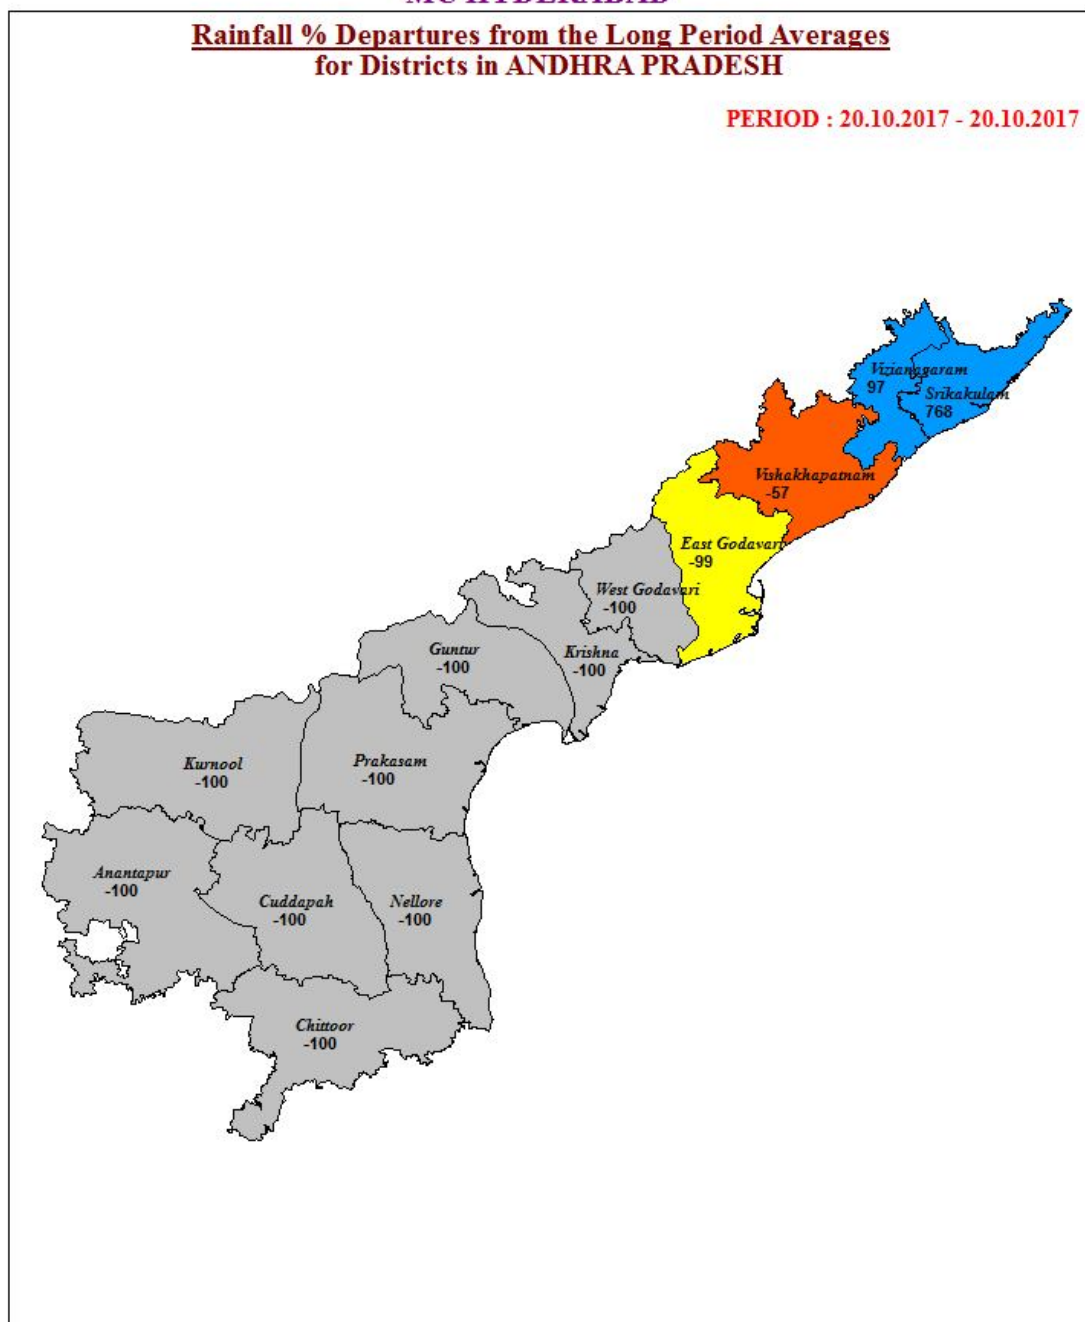 MC HYDERABAD
Rainfall % Departures from the Long Period Averages
for Districts in ANDHRA PRADESH
PERIOD : 20.10.2017 - 20.10.2017
Vizianagaram
97
Srikakulam
768
Vishakhapatnam
-57
East Godavari
-99
West Godavari
-100
Krishna
-100
Guntur
-100
Prakasam
-100
Kurnool
-100
Anantapur
-100
Cuddapah
-100
Nellore
-100
Chittoor
-100